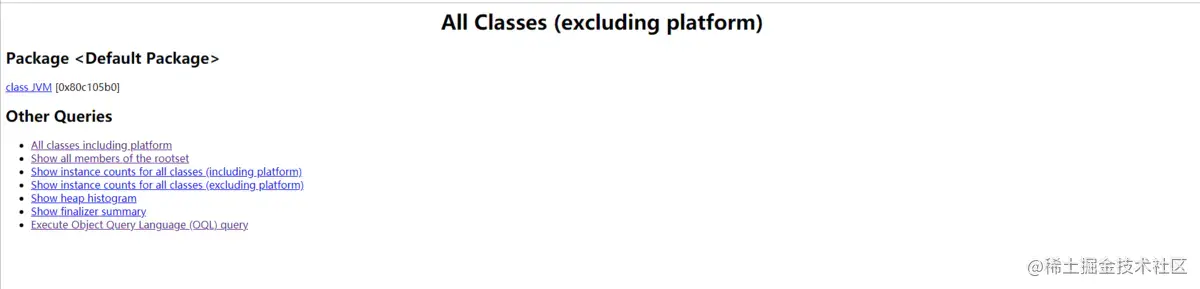 All Classes (excluding platform)
Package <Default Package>
class JVM [0x80c105b0]
Other Queries
All classes including platform
Show all members of the rootset
Show instance counts for all classes (including platform)
Show instance counts for all classes (excluding platform)
Show heap histogram
Show finalizer summary
Execute Object Query Language (OQL) query
@稀土掘金技术社区